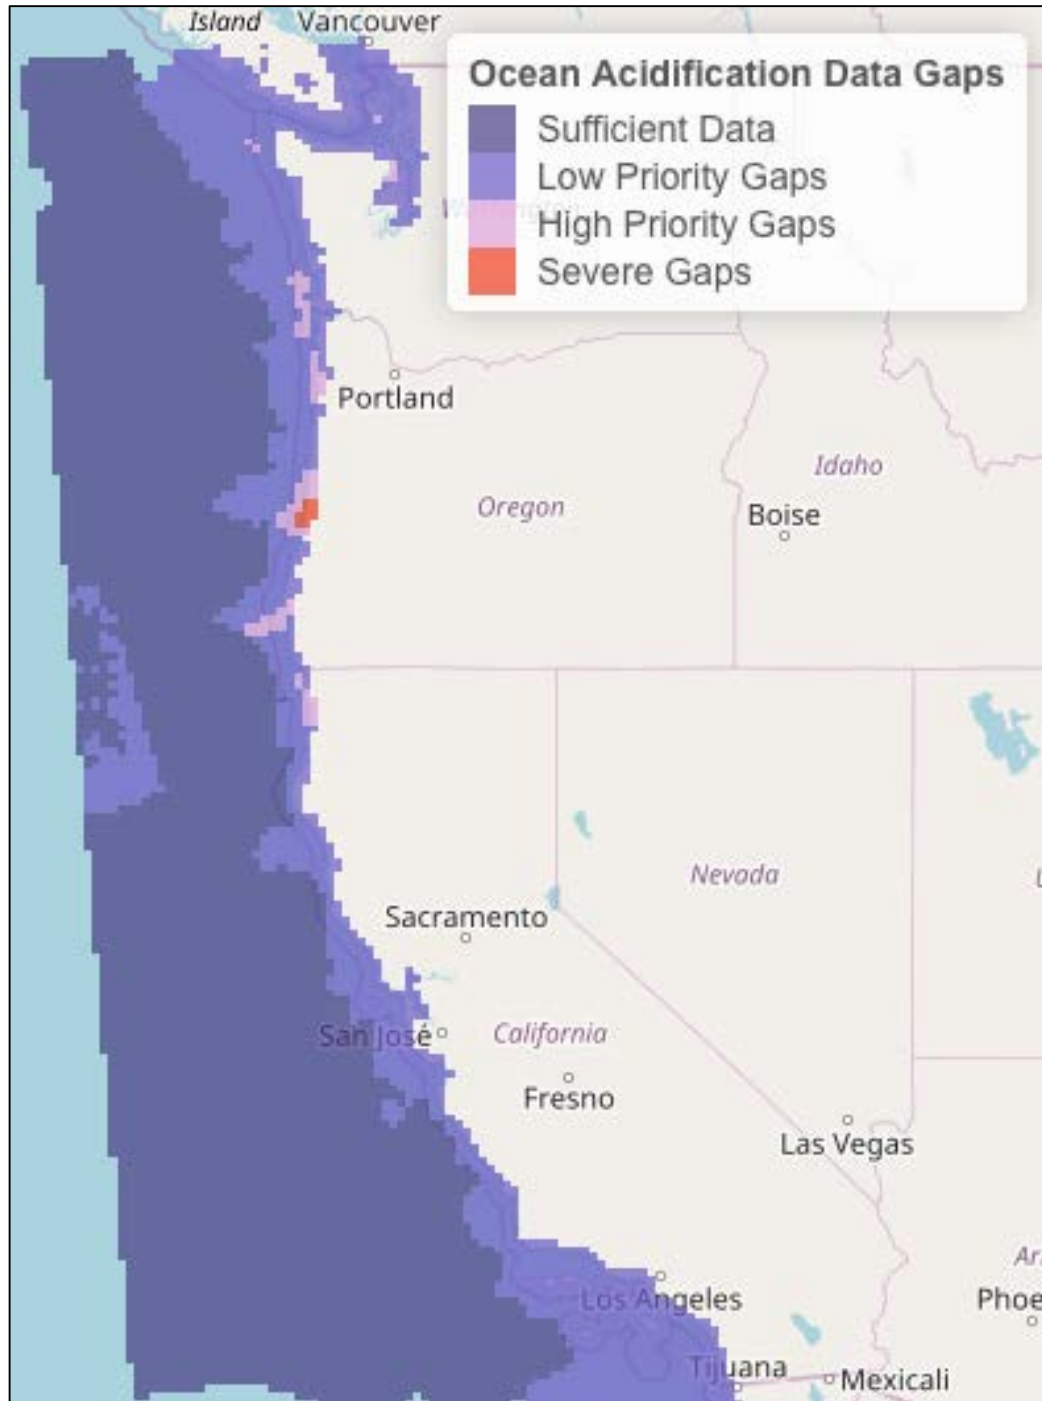 Island Vancouver
Ocean Acidification Data Gaps
Sufficient Data
Low Priority Gaps
High Priority Gaps
Severe Gaps
Portland
Idaho
Oregon
Boise
Nevada
Sacramento
San José
California
Fresno
Las Vegas
Los Angeles
Phoe
Tijuana
Mexicali